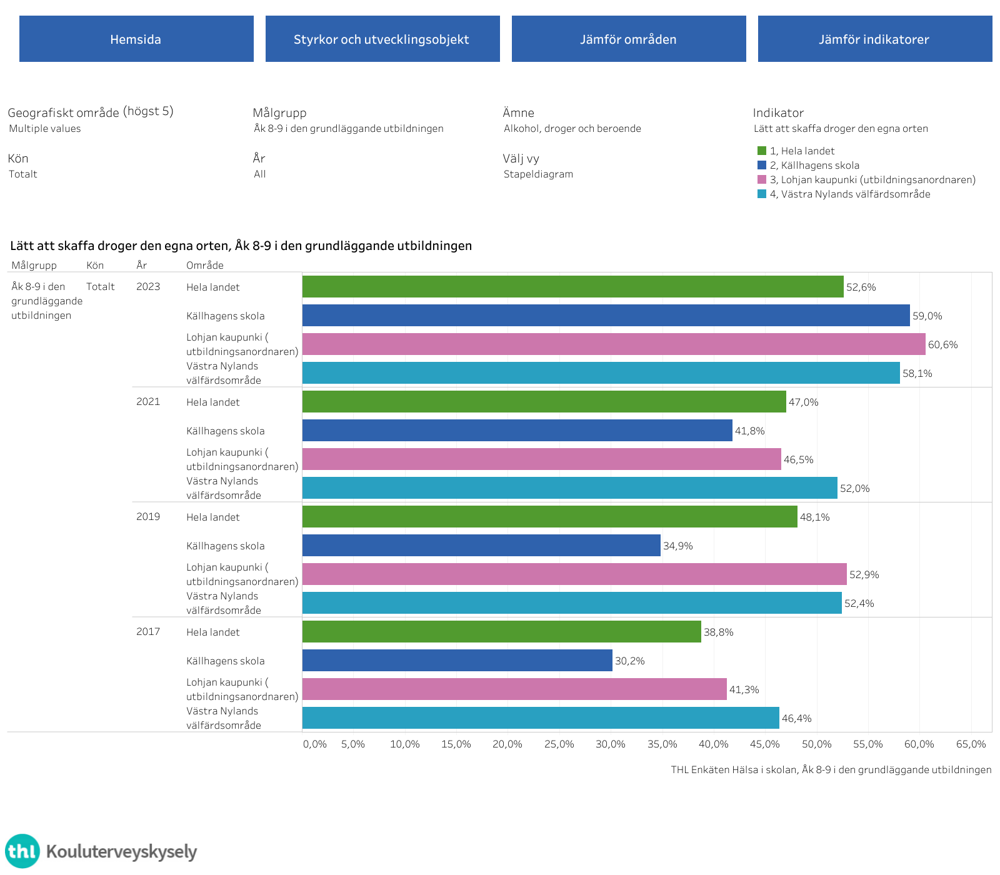 Hemsida
Styrkor och utvecklingsobjekt
Jämför områden
Jämför indikatorer
Geografiskt område (högst 5)
Multiple values
Målgrupp
Åk 8-9 i den grundläggande utbildningen
Ämne
Alkohol, droger och beroende
Indikator
Lätt att skaffa droger den egna orten
Kön
Totalt
År
All
Välj vy
Stapeldiagram
1, Hela landet
2, Källhagens skola
3, Lohjan kaupunki (utbildningsanordnaren)
4, Västra Nylands välfärdsområde
Lätt att skaffa droger den egna orten, Åk 8-9 i den grundläggande utbildningen
Målgrupp Kön År Område
Åk 8-9 i den
grundläggande
utbildningen
Totalt
2023
Hela landet 52,6%
Källhagens skola 59,0%
Lohjan kaupunki (
utbildningsanordnaren) 60,6%
Västra Nylands
välfärdsområde 58,1%
2021
Hela landet 47,0%
Källhagens skola 41,8%
Lohjan kaupunki (
utbildningsanordnaren) 46,5%
Västra Nylands
välfärdsområde 52,0%
2019
Hela landet 48,1%
Källhagens skola 34,9%
Lohjan kaupunki (
utbildningsanordnaren) 52,9%
Västra Nylands
välfärdsområde 52,4%
2017
Hela landet 38,8%
Källhagens skola 30,2%
Lohjan kaupunki (
utbildningsanordnaren) 41,3%
Västra Nylands
välfärdsområde 46,4%
0,0% 5,0% 10,0% 15,0% 20,0% 25,0% 30,0% 35,0% 40,0% 45,0% 50,0% 55,0% 60,0% 65,0%
THL Enkäten Hälsa i skolan, Åk 8-9 i den grundläggande utbildningen
thl Kouluterveyskysely